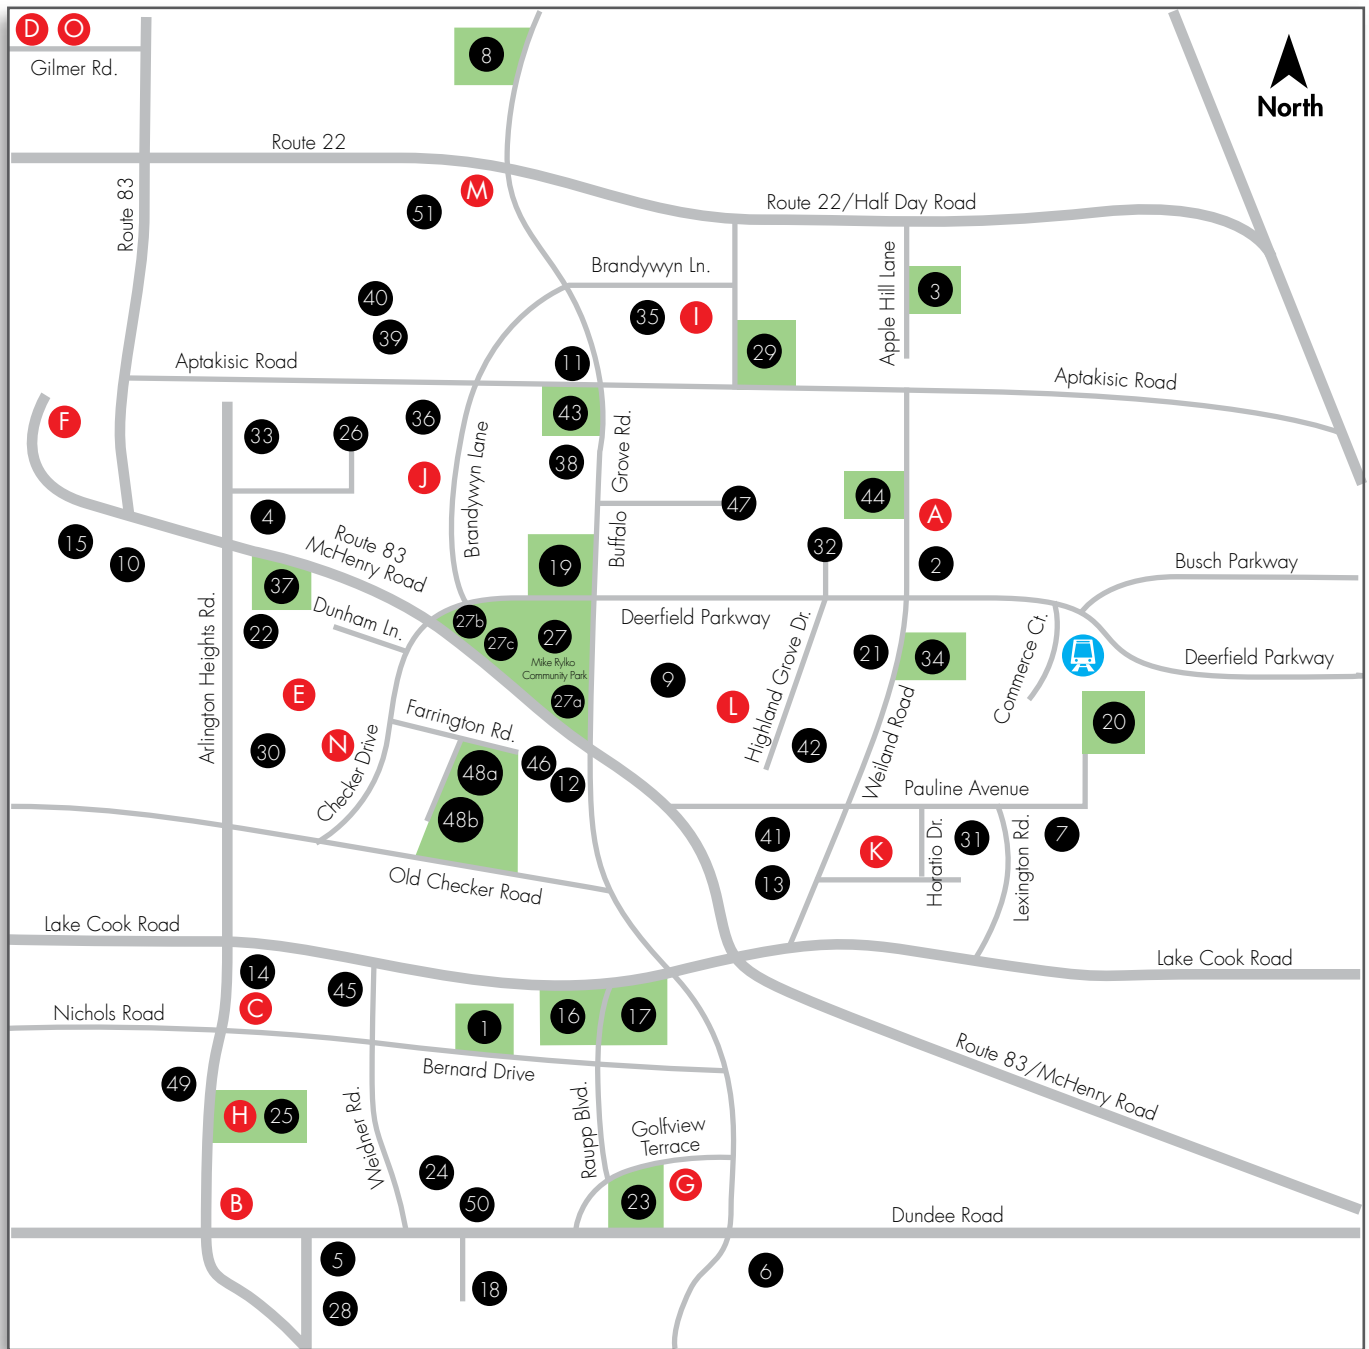 D
O
Gilmer Rd.
8
North
Route 22
Route 83
M
51
Route 22/Half Day Road
Brandywyn Ln.
Apple Hill Lane
3
40
35
I
39
11
29
Aptakisic Road
Aptakisic Road
F
33
26
36
43
Brandywyn Lane
Buffalo Grove Rd.
38
J
44
47
4
A
15
10
Route 83
McHenry Road
32
2
19
Busch Parkway
37
Arlington Heights Rd.
Dunham Ln.
22
27b
27c
27
Mike Rylko
Community Park
27a
Deerfield Parkway
Highland Grove Dr.
21
34
Commerce Ct.
Deerfield Parkway
9
L
E
Farrington Rd.
20
N
30
Checker Drive
48a
46
12
42
Weiland Road
Pauline Avenue
48b
41
K
Horatio Dr.
31
Lexington Rd.
7
13
Old Checker Road
Lake Cook Road
Lake Cook Road
14
45
C
Nichols Road
1
16
17
Bernard Drive
Route 83/McHenry Road
49
H
25
Weidner Rd.
Raupp Blvd.
Golfview
Terrace
24
B
50
23
G
Dundee Road
5
18
6
28